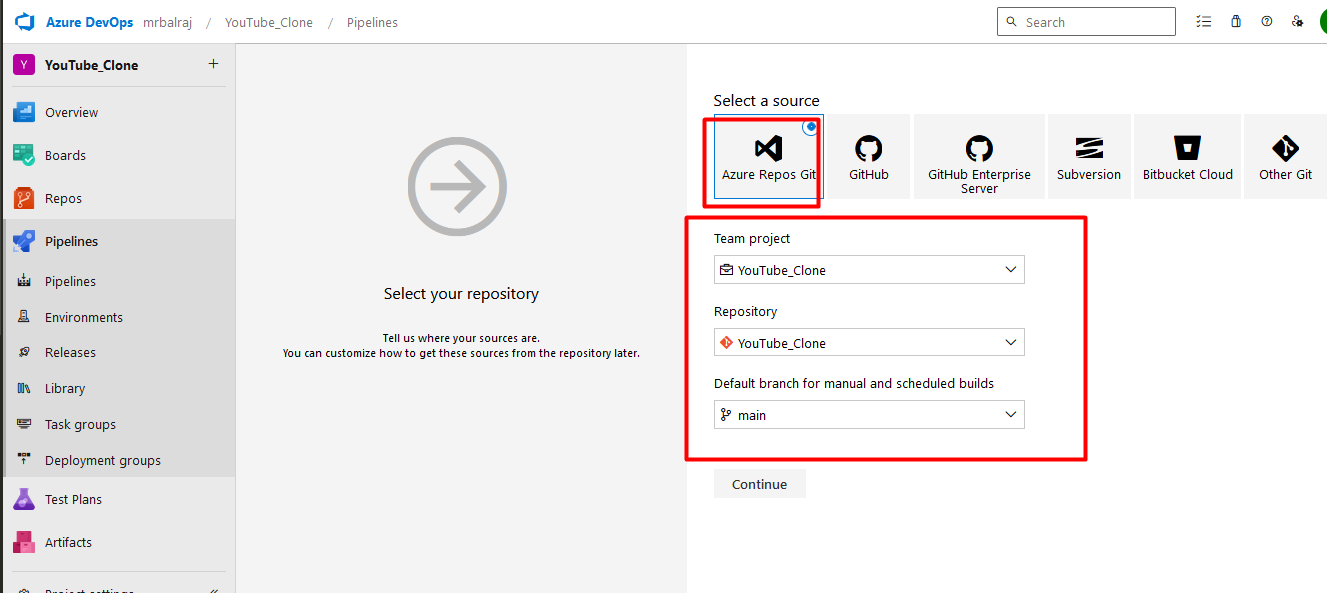 Azure DevOps mrbalraj / YouTube_Clone / Pipelines
Search
Y YouTube_Clone +
Overview
Boards
Repos
Pipelines
Pipelines
Environments
Releases
Library
Task groups
Deployment groups
Test Plans
Artifacts
Project settings
Select your repository
Tell us where your sources are.
You can customize how to get these sources from the repository later.
Select a source
Azure Repos Git
GitHub
GitHub Enterprise
Server
Subversion
Bitbucket Cloud
Other Git
Team project
YouTube_Clone
Repository
YouTube_Clone
Default branch for manual and scheduled builds
main
Continue